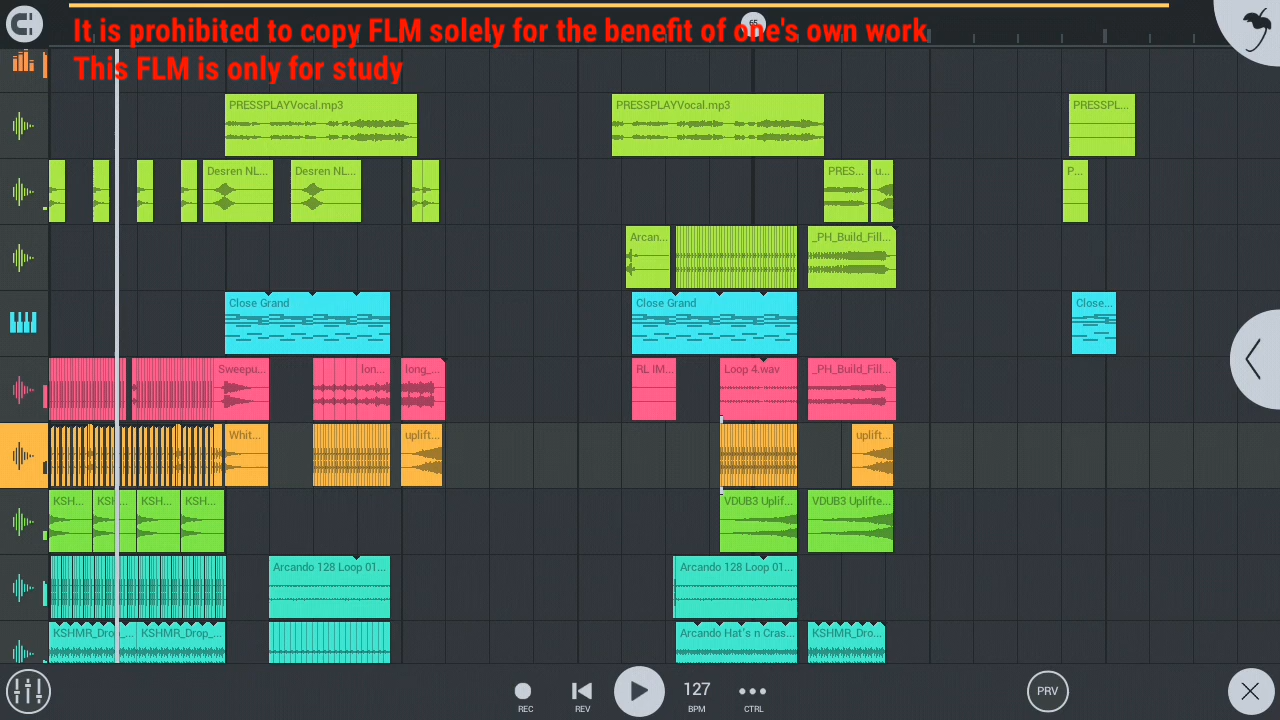 It is prohibited to copy FLM solely for the benefit of one's own work
65
This FLM is only for study
PRESSPLAYVocal.mp3 PRESSPLAYVocal.mp3 PRESSPL...
Desren NL... Desren NL... PRES... u... P...
Arcan... _PH_Build_Fill...
Close Grand Close Grand Close...
Sweepu... lon... long_... RL IM... Loop 4.wav _PH_Build_Fill...
Whit... uplift... uplift...
KSH... KSH... KSH... KSH... VDUB3 Uplif... VDUB3 Uplifte...
Arcando 128 Loop 01... Arcando 128 Loop 01...
KSHMR_Drop_... KSHMR_Drop_... Arcando Hat's n Cras... KSHMR_Dro...
127
REC REV BPM CTRL PRV